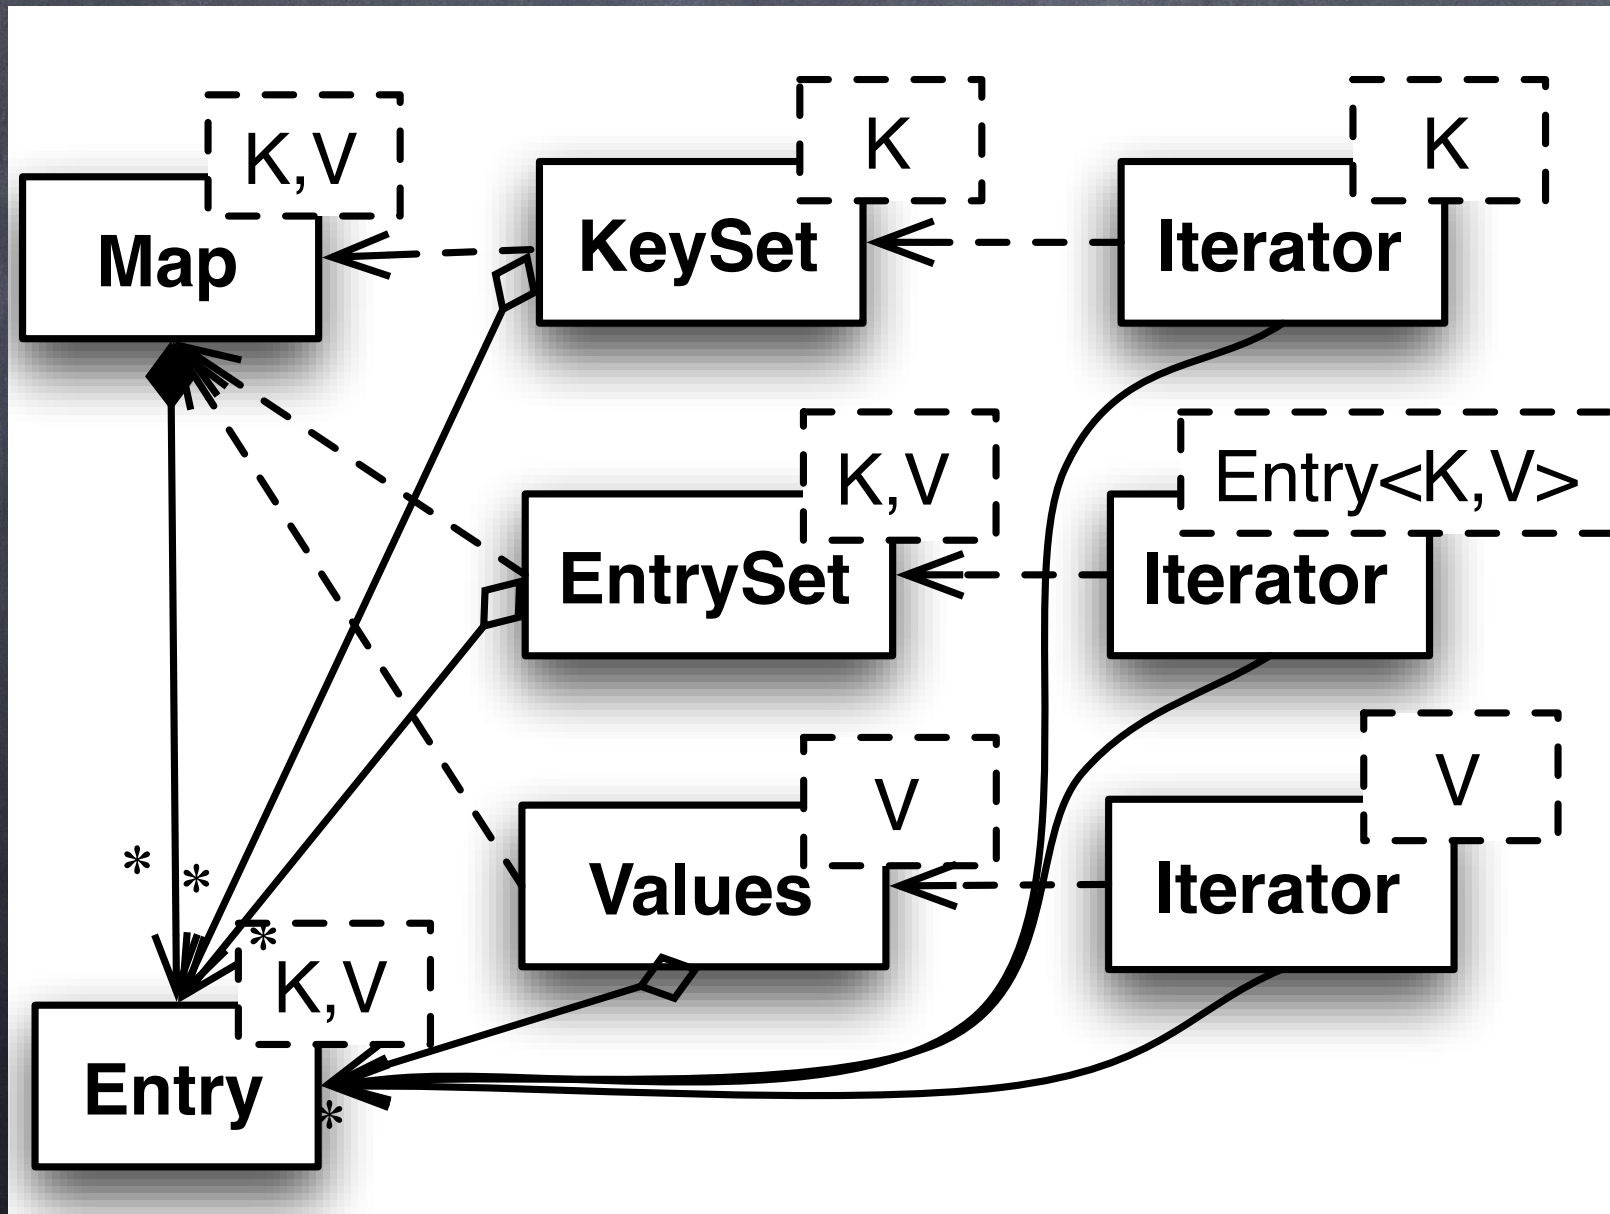 K,V
Map
K
KeySet
K
Iterator
K,V
EntrySet
Entry<K,V>
Iterator
V
Values
V
Iterator
*
*
*
K,V
Entry
*